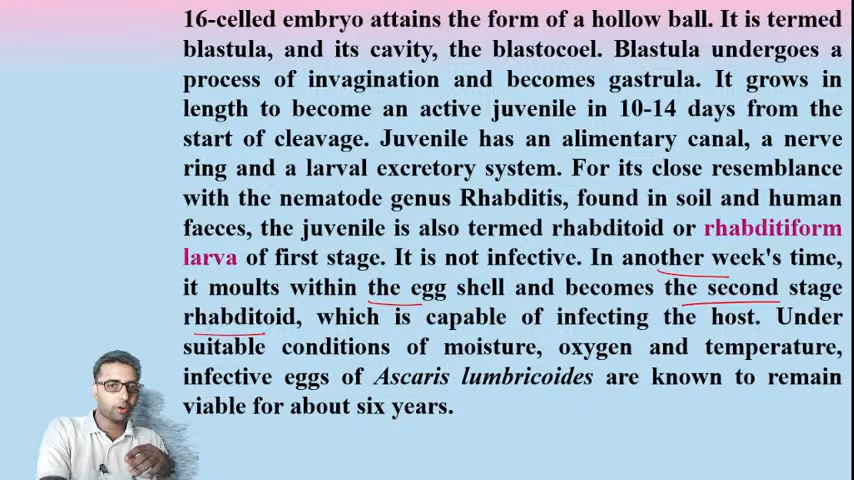 16-celled embryo attains the form of a hollow ball. It is termed
blastula, and its cavity, the blastocoel. Blastula undergoes a
process of invagination and becomes gastrula. It grows in
length to become an active juvenile in 10-14 days from the
start of cleavage. Juvenile has an alimentary canal, a nerve
ring and a larval excretory system. For its close resemblance
with the nematode genus Rhabditis, found in soil and human
faeces, the juvenile is also termed rhabditoid or rhabditiform
larva of first stage. It is not infective. In another week's time,
it moults within the egg shell and becomes the second stage
rhabditoid, which is capable of infecting the host. Under
suitable conditions of moisture, oxygen and temperature,
infective eggs of Ascaris lumbricoides are known to remain
viable for about six years.